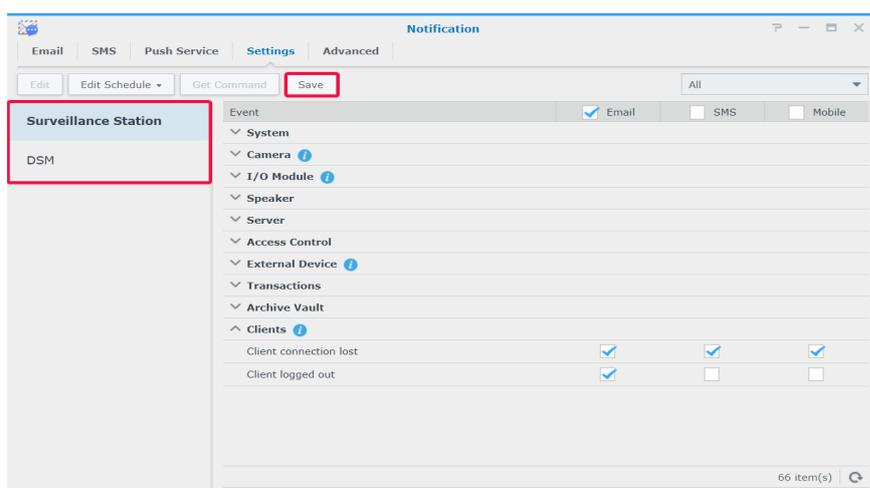 Notification
Email SMS Push Service Settings Advanced
Edit Edit Schedule Get Command Save All
Surveillance Station
DSM
Event Email SMS Mobile
System
Camera
I/O Module
Speaker
Server
Access Control
External Device
Transactions
Archive Vault
Clients
Client connection lost
Client logged out
66 item(s)